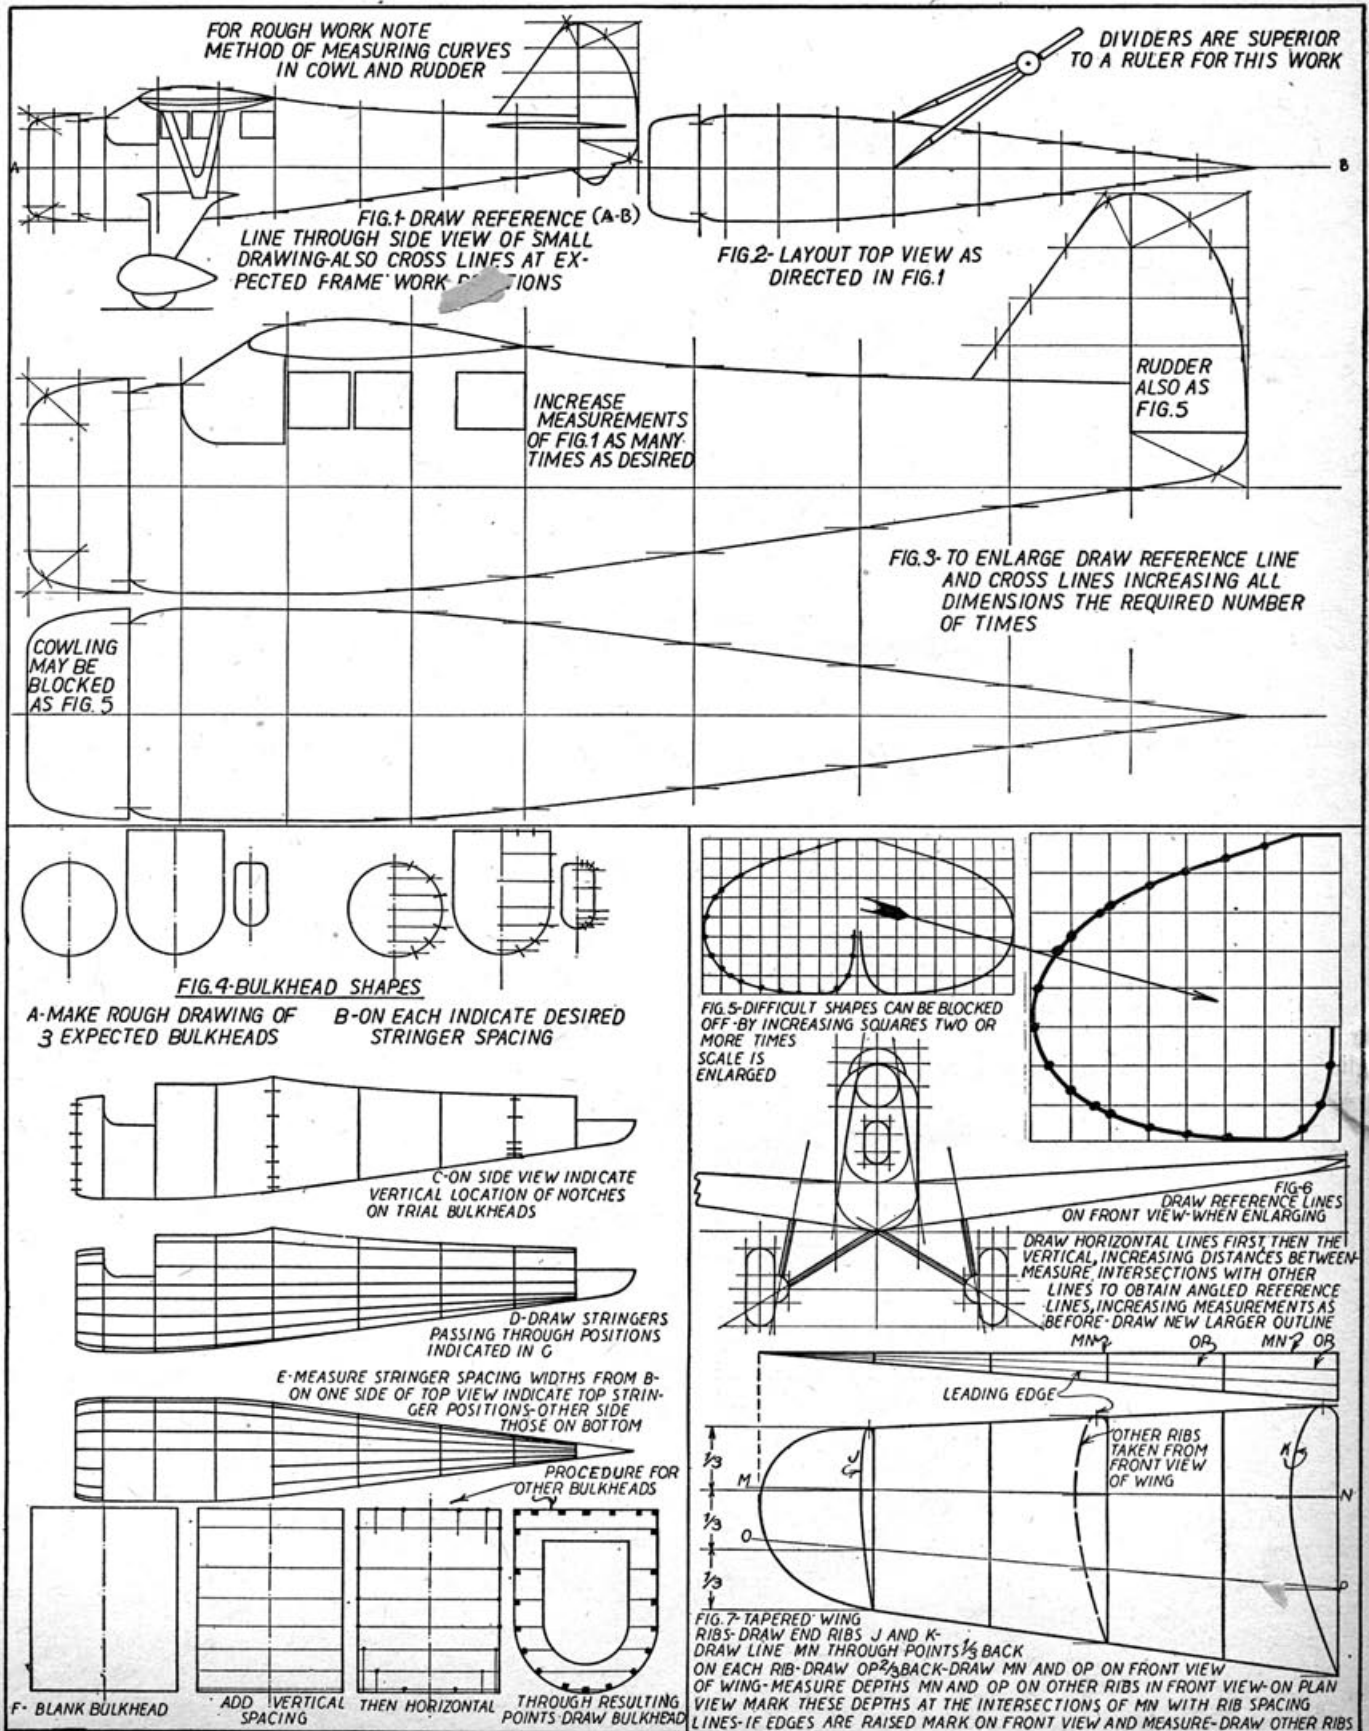 FOR ROUGH WORK NOTE
METHOD OF MEASURING CURVES
IN COWL AND RUDDER
DIVIDERS ARE SUPERIOR
TO A RULER FOR THIS WORK
A
B
FIG.1-DRAW REFERENCE (A-B)
LINE THROUGH SIDE VIEW OF SMALL
DRAWING-ALSO CROSS LINES AT EX-
PECTED FRAME WORK
FIG.2-LAYOUT TOP VIEW AS
DIRECTED IN FIG.1
INCREASE
MEASUREMENTS
OF FIG.1 AS MANY
TIMES AS DESIRED
RUDDER
ALSO AS
FIG.5
FIG.3-TO ENLARGE DRAW REFERENCE LINE
AND CROSS LINES INCREASING ALL
DIMENSIONS THE REQUIRED NUMBER
OF TIMES
COWLING
MAY BE
BLOCKED
AS FIG.5
FIG.4-BULKHEAD SHAPES
A-MAKE ROUGH DRAWING OF
3 EXPECTED BULKHEADS
B-ON EACH INDICATE DESIRED
STRINGER SPACING
C-ON SIDE VIEW INDICATE
VERTICAL LOCATION OF NOTCHES
ON TRIAL BULKHEADS
D-DRAW STRINGERS
PASSING THROUGH POSITIONS
INDICATED IN C
E-MEASURE STRINGER SPACING WIDTHS FROM B-
ON ONE SIDE OF TOP VIEW INDICATE TOP STRIN-
GER POSITIONS-OTHER SIDE
THOSE ON BOTTOM
PROCEDURE FOR
OTHER BULKHEADS
F- BLANK BULKHEAD
ADD VERTICAL
SPACING
THEN HORIZONTAL
THROUGH RESULTING
POINTS DRAW BULKHEAD
FIG.5-DIFFICULT SHAPES CAN BE BLOCKED
OFF-BY INCREASING SQUARES TWO OR
MORE TIMES
SCALE IS
ENLARGED
FIG-6
DRAW REFERENCE LINES
ON FRONT VIEW-WHEN ENLARGING
DRAW HORIZONTAL LINES FIRST, THEN THE
VERTICAL, INCREASING DISTANCES BETWEEN-
MEASURE INTERSECTIONS WITH OTHER
LINES TO OBTAIN ANGLED REFERENCE
LINES, INCREASING MEASUREMENTS AS
BEFORE-DRAW NEW LARGER OUTLINE
MN OP MN OP
LEADING EDGE
OTHER RIBS
TAKEN FROM
FRONT VIEW
OF WING
1/3
1/3
1/3
M
O
J
K
N
P
FIG.7-TAPERED WING
RIBS-DRAW END RIBS J AND K-
DRAW LINE MN THROUGH POINTS 1/3 BACK
ON EACH RIB-DRAW OP 2/3 BACK-DRAW MN AND OP ON FRONT VIEW
OF WING-MEASURE DEPTHS MN AND OP ON OTHER RIBS IN FRONT VIEW-ON PLAN
VIEW MARK THESE DEPTHS AT THE INTERSECTIONS OF MN WITH RIB SPACING
LINES-IF EDGES ARE RAISED MARK ON FRONT VIEW AND MEASURE-DRAW OTHER RIBS